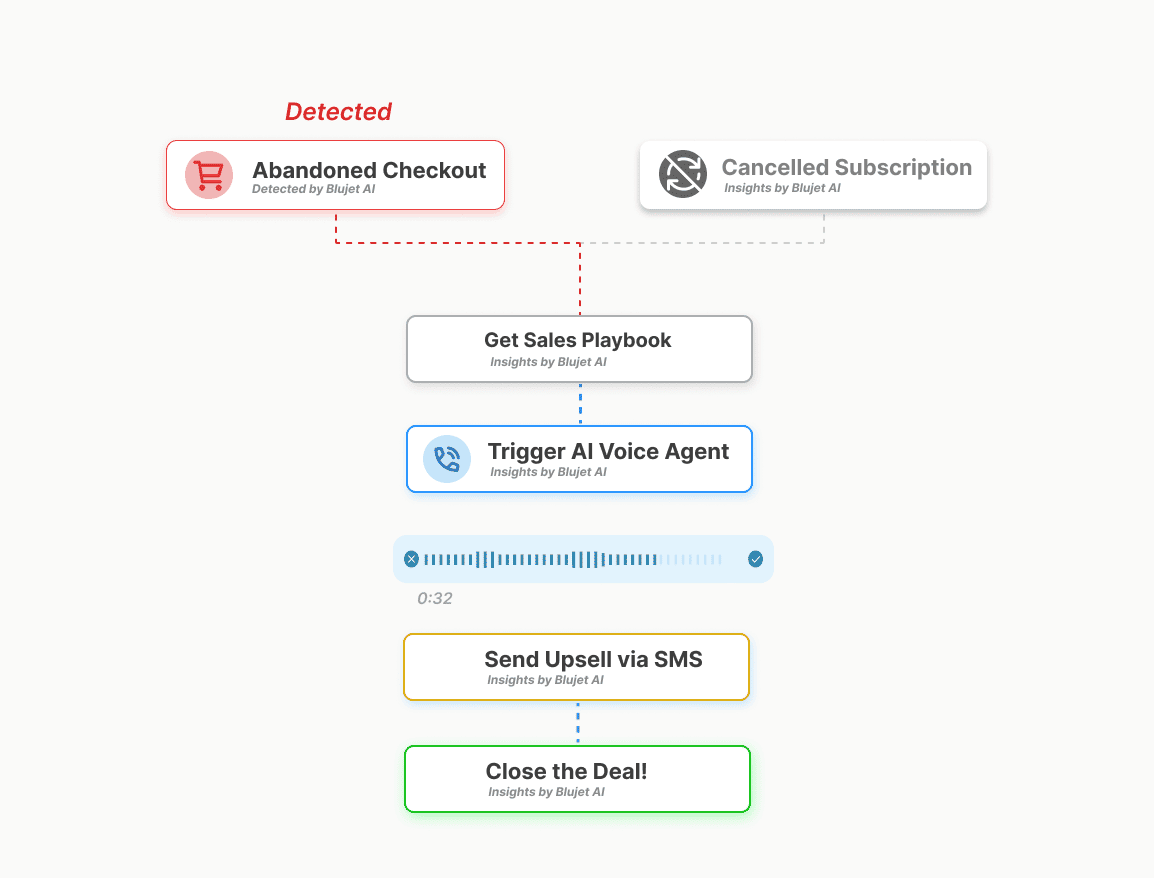 Detected
Abandoned Checkout
Detected by Blujet AI
Cancelled Subscription
Insights by Blujet AI
Get Sales Playbook
Insights by Blujet AI
Trigger AI Voice Agent
Insights by Blujet AI
0:32
Send Upsell via SMS
Insights by Blujet AI
Close the Deal!
Insights by Blujet AI